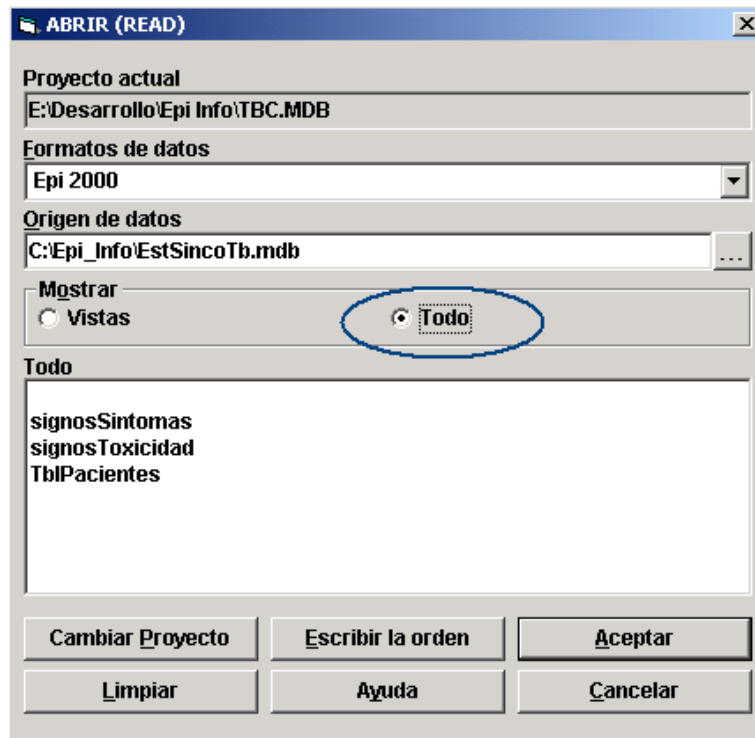 ABRIR (READ)
Proyecto actual
E:\Desarrollo\Epi Info\TBC.MDB
Formatos de datos
Epi 2000
Origen de datos
C:\Epi_Info\EstSincoTb.mdb
...
Mostrar
Vistas Todo
Todo
signosSintomas
signosToxicidad
TblPacientes
Cambiar Proyecto Escribir la orden Aceptar
Limpiar Ayuda Cancelar